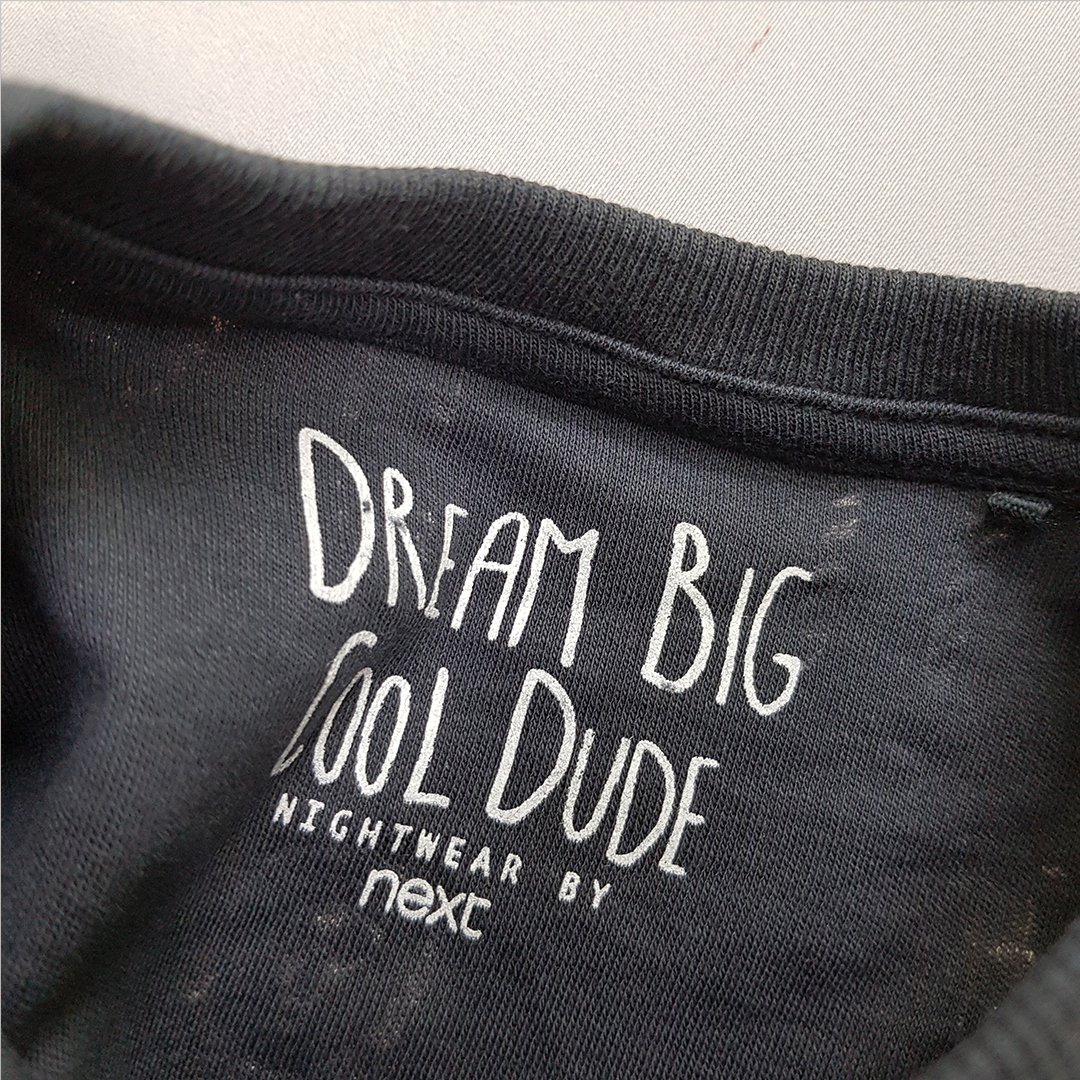 DREAM BIG
COOL DUDE
NIGHTWEAR BY
next